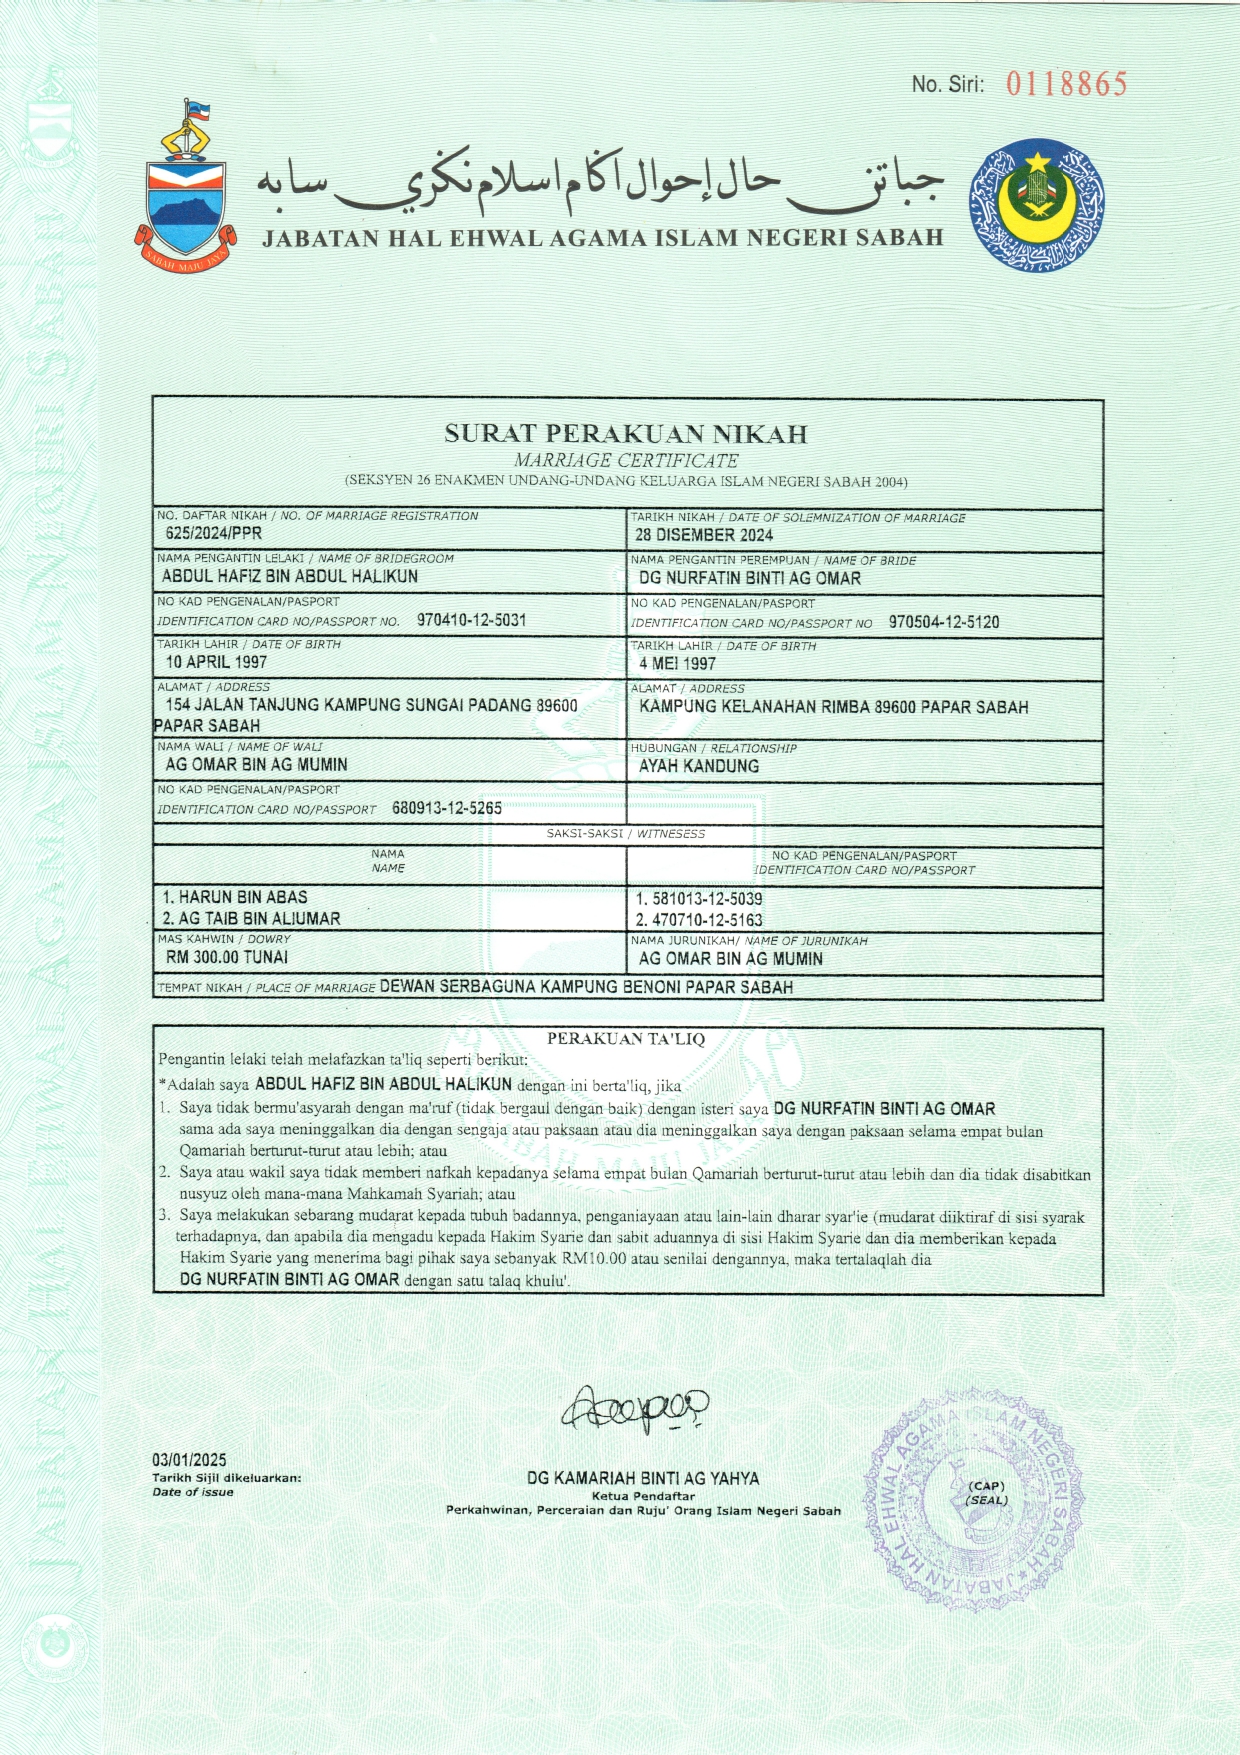 No. Siri: 0118865
جباتن حال إحوال اݢام اسلام نݢري سابه
JABATAN HAL EHWAL AGAMA ISLAM NEGERI SABAH
SABAH MAJU JAYA
SURAT PERAKUAN NIKAH
MARRIAGE CERTIFICATE
(SEKSYEN 26 ENAKMEN UNDANG-UNDANG KELUARGA ISLAM NEGERI SABAH 2004)
NO. DAFTAR NIKAH / NO. OF MARRIAGE REGISTRATION
625/2024/PPR
TARIKH NIKAH / DATE OF SOLEMNIZATION OF MARRIAGE
28 DISEMBER 2024
NAMA PENGANTIN LELAKI / NAME OF BRIDEGROOM
ABDUL HAFIZ BIN ABDUL HALIKUN
NAMA PENGANTIN PEREMPUAN / NAME OF BRIDE
DG NURFATIN BINTI AG OMAR
NO KAD PENGENALAN/PASPORT
IDENTIFICATION CARD NO/PASSPORT NO. 970410-12-5031
NO KAD PENGENALAN/PASPORT
IDENTIFICATION CARD NO/PASSPORT NO 970504-12-5120
TARIKH LAHIR / DATE OF BIRTH
10 APRIL 1997
TARIKH LAHIR / DATE OF BIRTH
4 MEI 1997
ALAMAT / ADDRESS
154 JALAN TANJUNG KAMPUNG SUNGAI PADANG 89600
PAPAR SABAH
ALAMAT / ADDRESS
KAMPUNG KELANAHAN RIMBA 89600 PAPAR SABAH
NAMA WALI / NAME OF WALI
AG OMAR BIN AG MUMIN
HUBUNGAN / RELATIONSHIP
AYAH KANDUNG
NO KAD PENGENALAN/PASPORT
IDENTIFICATION CARD NO/PASSPORT 680913-12-5265
SAKSI-SAKSI / WITNESESS
NAMA
NAME
NO KAD PENGENALAN/PASPORT
IDENTIFICATION CARD NO/PASSPORT
1. HARUN BIN ABAS
2. AG TAIB BIN ALIUMAR
1. 581013-12-5039
2. 470710-12-5163
MAS KAHWIN / DOWRY
RM 300.00 TUNAI
NAMA JURUNIKAH/ NAME OF JURUNIKAH
AG OMAR BIN AG MUMIN
TEMPAT NIKAH / PLACE OF MARRIAGE DEWAN SERBAGUNA KAMPUNG BENONI PAPAR SABAH
PERAKUAN TA'LIQ
Pengantin lelaki telah melafazkan ta'liq seperti berikut:
*Adalah saya ABDUL HAFIZ BIN ABDUL HALIKUN dengan ini berta'liq, jika
1. Saya tidak bermu'asyarah dengan ma'ruf (tidak bergaul dengan baik) dengan isteri saya DG NURFATIN BINTI AG OMAR
sama ada saya meninggalkan dia dengan sengaja atau paksaan atau dia meninggalkan saya dengan paksaan selama empat bulan
Qamariah berturut-turut atau lebih; atau
2. Saya atau wakil saya tidak memberi nafkah kepadanya selama empat bulan Qamariah berturut-turut atau lebih dan dia tidak disabitkan
nusyuz oleh mana-mana Mahkamah Syariah; atau
3. Saya melakukan sebarang mudarat kepada tubuh badannya, penganiayaan atau lain-lain dharar syar'ie (mudarat diiktiraf di sisi syarak
terhadapnya, dan apabila dia mengadu kepada Hakim Syarie dan sabit aduannya di sisi Hakim Syarie dan dia memberikan kepada
Hakim Syarie yang menerima bagi pihak saya sebanyak RM10.00 atau senilai dengannya, maka tertalaqlah dia
DG NURFATIN BINTI AG OMAR dengan satu talaq khulu'.
03/01/2025
Tarikh Sijil dikeluarkan:
Date of issue
DG KAMARIAH BINTI AG YAHYA
Ketua Pendaftar
Perkahwinan, Perceraian dan Ruju' Orang Islam Negeri Sabah
(CAP)
(SEAL)
JABATAN HAL EHWAL AGAMA ISLAM NEGERI SABAH
JABATAN HAL EHWAL AGAMA ISLAM NEGERI SABAH
SABAH MAJU JAYA